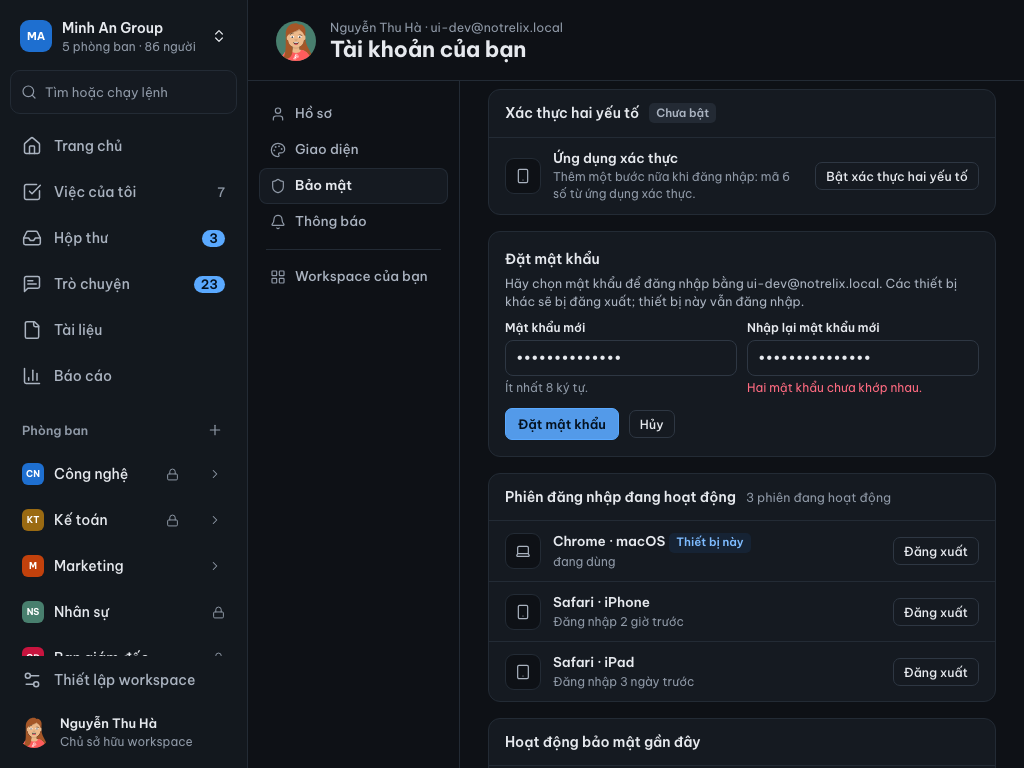 MA
Minh An Group
5 phòng ban · 86 người
Tìm hoặc chạy lệnh
Trang chủ
Việc của tôi 7
Hộp thư 3
Trò chuyện 23
Tài liệu
Báo cáo
Phòng ban
CN Công nghệ
KT Kế toán
M Marketing
NS Nhân sự
Thiết lập workspace
Nguyễn Thu Hà
Chủ sở hữu workspace
Nguyễn Thu Hà · ui-dev@notrelix.local
Tài khoản của bạn
Hồ sơ
Giao diện
Bảo mật
Thông báo
Workspace của bạn
Xác thực hai yếu tố Chưa bật
Ứng dụng xác thực
Thêm một bước nữa khi đăng nhập: mã 6
số từ ứng dụng xác thực.
Bật xác thực hai yếu tố
Đặt mật khẩu
Hãy chọn mật khẩu để đăng nhập bằng ui-dev@notrelix.local. Các thiết bị
khác sẽ bị đăng xuất; thiết bị này vẫn đăng nhập.
Mật khẩu mới
Nhập lại mật khẩu mới
••••••••••••••
•••••••••••••••
Ít nhất 8 ký tự.
Hai mật khẩu chưa khớp nhau.
Đặt mật khẩu
Hủy
Phiên đăng nhập đang hoạt động 3 phiên đang hoạt động
Chrome · macOS Thiết bị này
đang dùng
Đăng xuất
Safari · iPhone
Đăng nhập 2 giờ trước
Đăng xuất
Safari · iPad
Đăng nhập 3 ngày trước
Đăng xuất
Hoạt động bảo mật gần đây